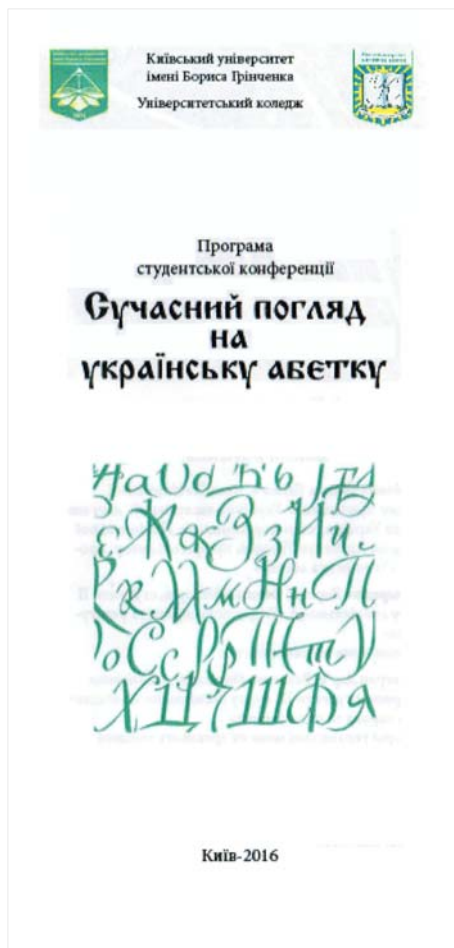 Київський університет
імені Бориса Грінченка
Університетський коледж
Програма
студентської конференції
Сучасний погляд
на
українську абетку
Київ-2016